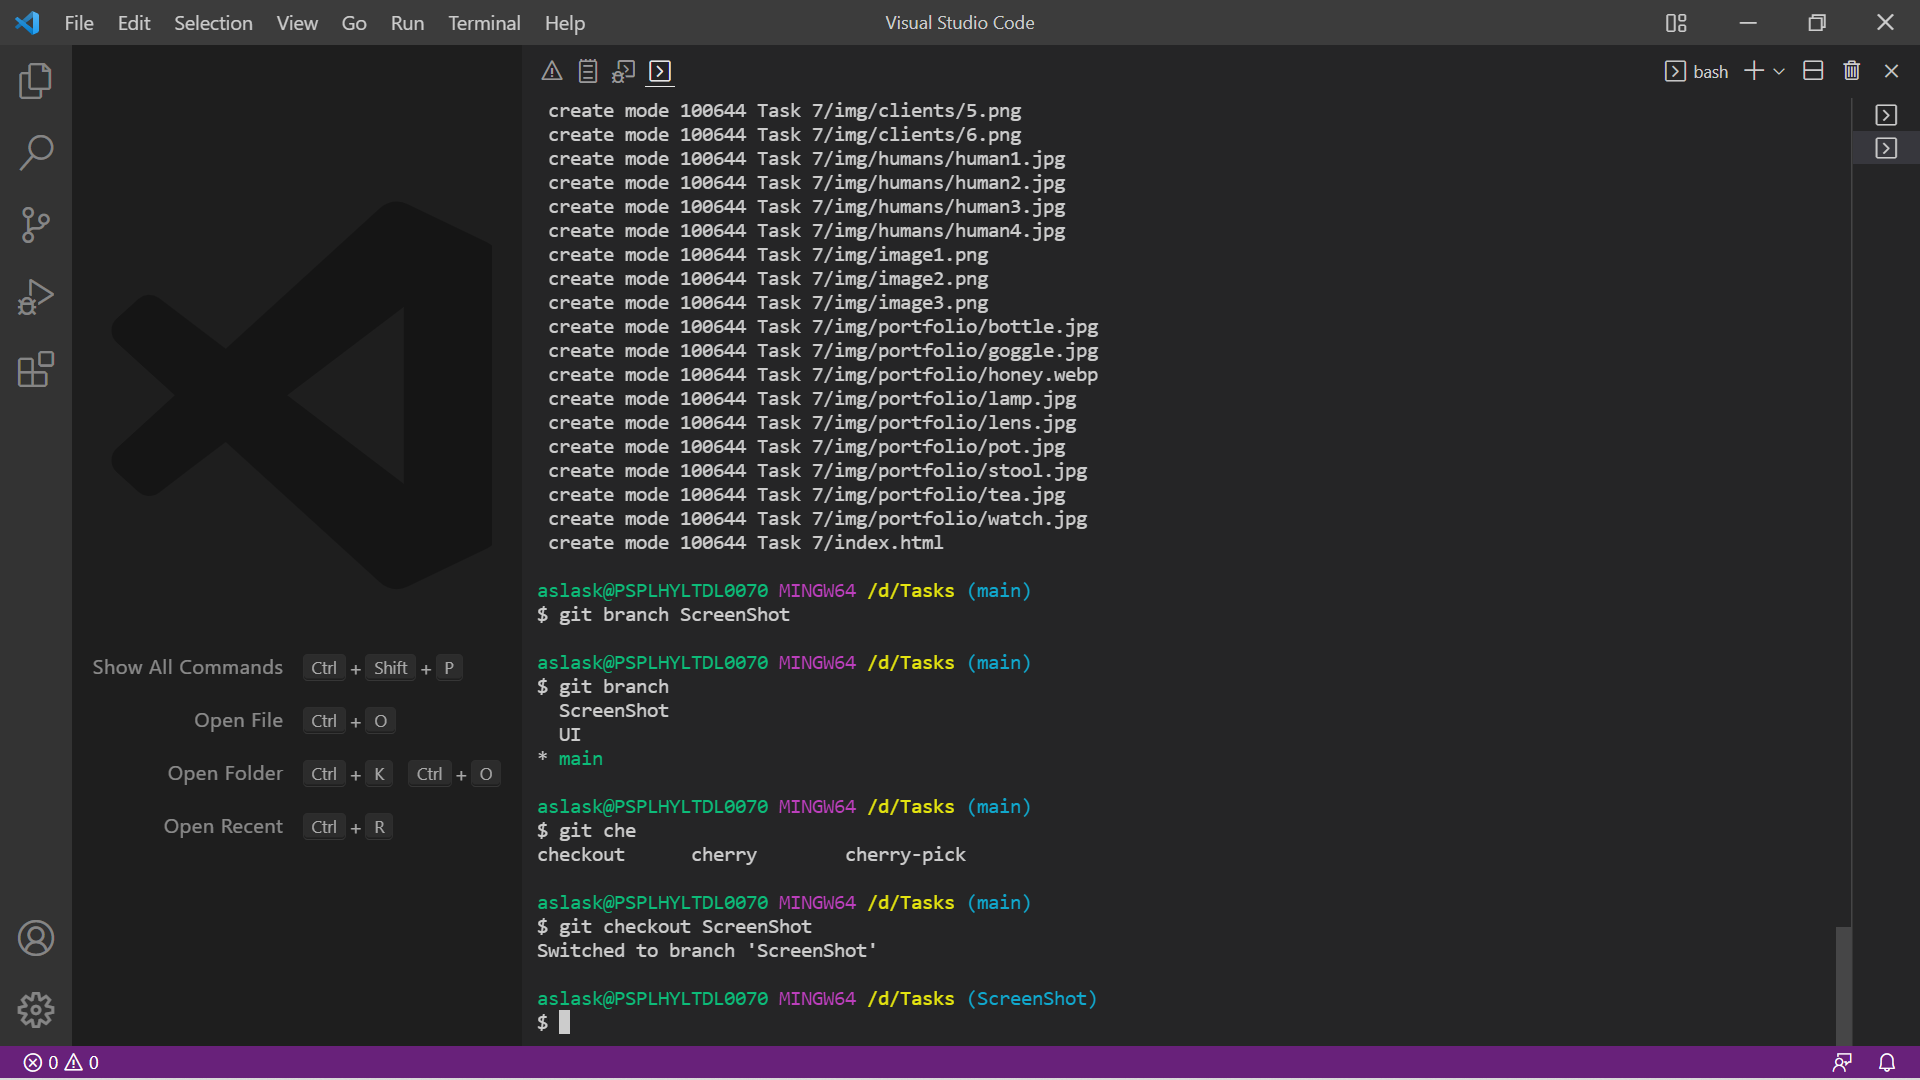 File Edit Selection View Go Run Terminal Help
Visual Studio Code
bash
create mode 100644 Task 7/img/clients/5.png
create mode 100644 Task 7/img/clients/6.png
create mode 100644 Task 7/img/humans/human1.jpg
create mode 100644 Task 7/img/humans/human2.jpg
create mode 100644 Task 7/img/humans/human3.jpg
create mode 100644 Task 7/img/humans/human4.jpg
create mode 100644 Task 7/img/image1.png
create mode 100644 Task 7/img/image2.png
create mode 100644 Task 7/img/image3.png
create mode 100644 Task 7/img/portfolio/bottle.jpg
create mode 100644 Task 7/img/portfolio/goggle.jpg
create mode 100644 Task 7/img/portfolio/honey.webp
create mode 100644 Task 7/img/portfolio/lamp.jpg
create mode 100644 Task 7/img/portfolio/lens.jpg
create mode 100644 Task 7/img/portfolio/pot.jpg
create mode 100644 Task 7/img/portfolio/stool.jpg
create mode 100644 Task 7/img/portfolio/tea.jpg
create mode 100644 Task 7/img/portfolio/watch.jpg
create mode 100644 Task 7/index.html
aslask@PSPLHYLTDL0070 MINGW64 /d/Tasks (main)
$ git branch ScreenShot
aslask@PSPLHYLTDL0070 MINGW64 /d/Tasks (main)
$ git branch
ScreenShot
UI
* main
aslask@PSPLHYLTDL0070 MINGW64 /d/Tasks (main)
$ git che
checkout cherry cherry-pick
aslask@PSPLHYLTDL0070 MINGW64 /d/Tasks (main)
$ git checkout ScreenShot
Switched to branch 'ScreenShot'
aslask@PSPLHYLTDL0070 MINGW64 /d/Tasks (ScreenShot)
$
Show All Commands Ctrl + Shift + P
Open File Ctrl + O
Open Folder Ctrl + K Ctrl + O
Open Recent Ctrl + R
0 0